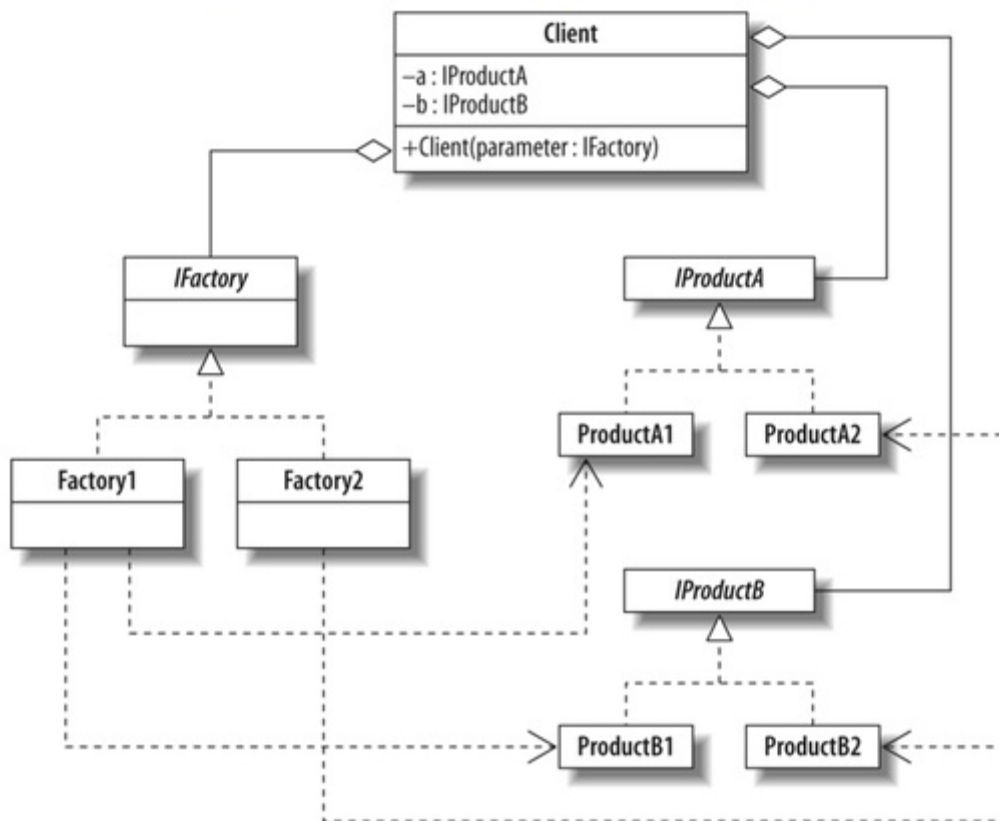 Client
–a : IProductA
–b : IProductB
+Client(parameter : IFactory)
IFactory
IProductA
ProductA1
ProductA2
Factory1
Factory2
IProductB
ProductB1
ProductB2